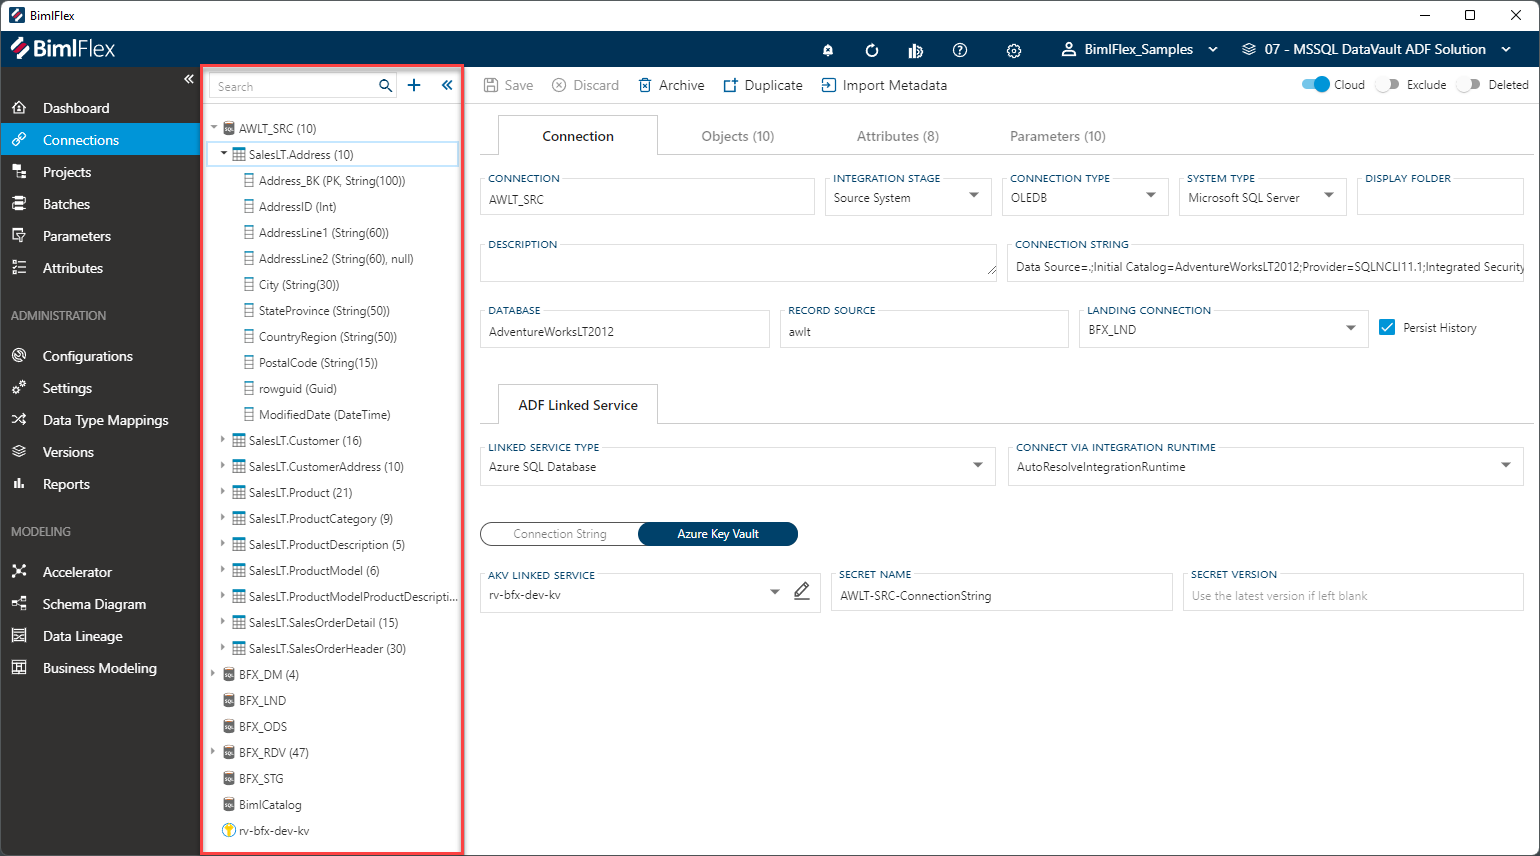 BimlFlex
BimlFlex
BimlFlex_Samples
07 - MSSQL DataVault ADF Solution
Dashboard
Connections
Projects
Batches
Parameters
Attributes
ADMINISTRATION
Configurations
Settings
Data Type Mappings
Versions
Reports
MODELING
Accelerator
Schema Diagram
Data Lineage
Business Modeling
Search
AWLT_SRC (10)
SalesLT.Address (10)
Address_BK (PK, String(100))
AddressID (Int)
AddressLine1 (String(60))
AddressLine2 (String(60), null)
City (String(30))
StateProvince (String(50))
CountryRegion (String(50))
PostalCode (String(15))
rowguid (Guid)
ModifiedDate (DateTime)
SalesLT.Customer (16)
SalesLT.CustomerAddress (10)
SalesLT.Product (21)
SalesLT.ProductCategory (9)
SalesLT.ProductDescription (5)
SalesLT.ProductModel (6)
SalesLT.ProductModelProductDescripti...
SalesLT.SalesOrderDetail (15)
SalesLT.SalesOrderHeader (30)
BFX_DM (4)
BFX_LND
BFX_ODS
BFX_RDV (47)
BFX_STG
BimlCatalog
rv-bfx-dev-kv
Save Discard Archive Duplicate Import Metadata Cloud Exclude Deleted
Connection Objects (10) Attributes (8) Parameters (10)
CONNECTION INTEGRATION STAGE CONNECTION TYPE SYSTEM TYPE DISPLAY FOLDER
AWLT_SRC Source System OLEDB Microsoft SQL Server
DESCRIPTION CONNECTION STRING
Data Source=.;Initial Catalog=AdventureWorksLT2012;Provider=SQLNCLI11.1;Integrated Security
DATABASE RECORD SOURCE LANDING CONNECTION
AdventureWorksLT2012 awlt BFX_LND Persist History
ADF Linked Service
LINKED SERVICE TYPE CONNECT VIA INTEGRATION RUNTIME
Azure SQL Database AutoResolveIntegrationRuntime
Connection String Azure Key Vault
AKV LINKED SERVICE SECRET NAME SECRET VERSION
rv-bfx-dev-kv AWLT-SRC-ConnectionString Use the latest version if left blank